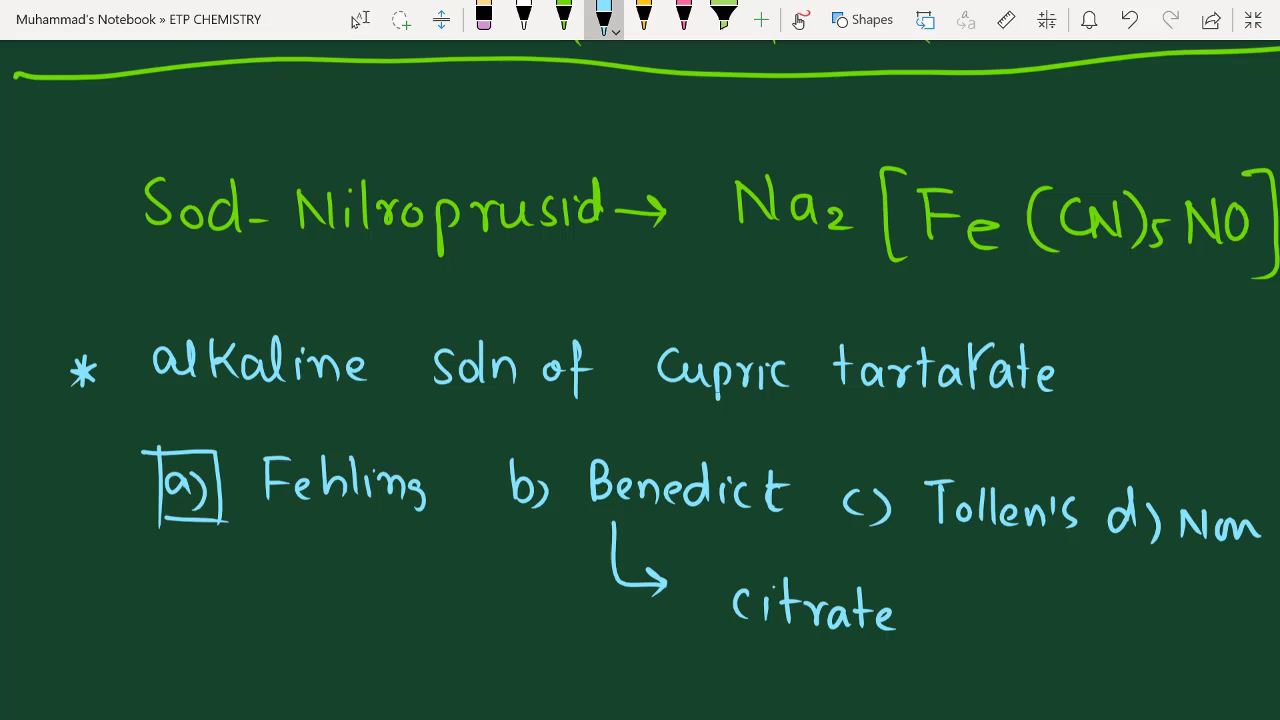 Muhammad's Notebook » ETP CHEMISTRY
Shapes
Sod- Nitroprusid → Na2 [Fe (CN)5 NO]
* alkaline soln of Cupric tartarate
a) Fehling b) Benedict c) Tollen's d) Non
citrate